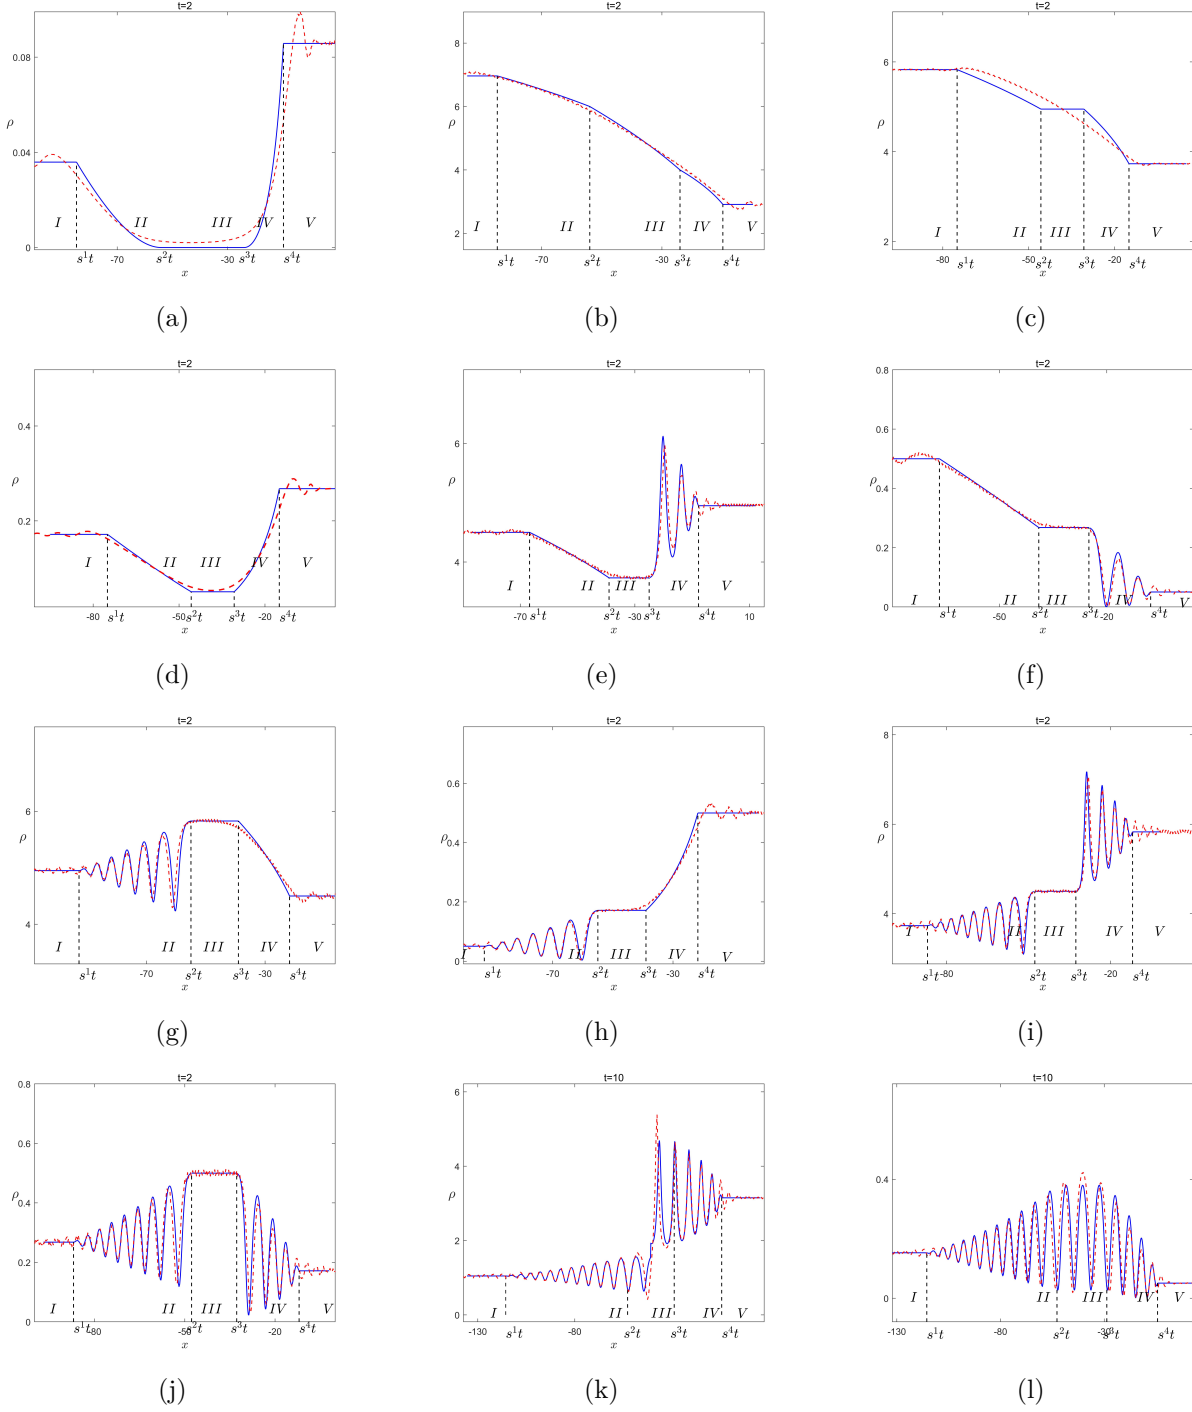 t=2
0.08
ρ
0.04
I
II
III
IV
V
0
s¹t
-70
s²t
-30
s³t
s⁴t
x
(a)
t=2
8
ρ
6
4
2
I
II
III
IV
V
s¹t
-70
s²t
-30
s³t
s⁴t
x
(b)
t=2
6
ρ
4
2
I
II
III
IV
V
-80
s¹t
-50
s²t
s³t
-20
s⁴t
x
(c)
t=2
0.4
ρ
0.2
I
II
III
IV
V
-80
s¹t
-50
s²t
s³t
-20
s⁴t
x
(d)
t=2
6
ρ
4
I
II
III
IV
V
-70
s¹t
s²t
-30
s³t
s⁴t
10
x
(e)
t=2
0.8
0.6
ρ
0.4
0.2
0
I
II
III
IV
V
s¹t
-50
s²t
s³t
-20
s⁴t
x
(f)
t=2
6
ρ
4
I
II
III
IV
V
s¹t
-70
s²t
s³t
-30
s⁴t
x
(g)
t=2
0.6
ρ
0.4
0.2
0
I
II
III
IV
V
s¹t
-70
s²t
s³t
-30
s⁴t
x
(h)
t=2
8
6
ρ
4
I
II
III
IV
V
s¹t
-80
s²t
s³t
-20
s⁴t
x
(i)
t=2
0.8
0.6
ρ
0.4
0.2
0
I
II
III
IV
V
s¹t
-80
-50
s²t
s³t
-20
s⁴t
x
(j)
t=10
6
4
ρ
2
0
I
II
III
IV
V
-130
s¹t
-80
s²t
s³t
s⁴t
x
(k)
t=10
0.4
ρ
0
I
II
III
IV
V
-130
s¹t
-80
s²t
-30
s³t
s⁴t
x
(l)